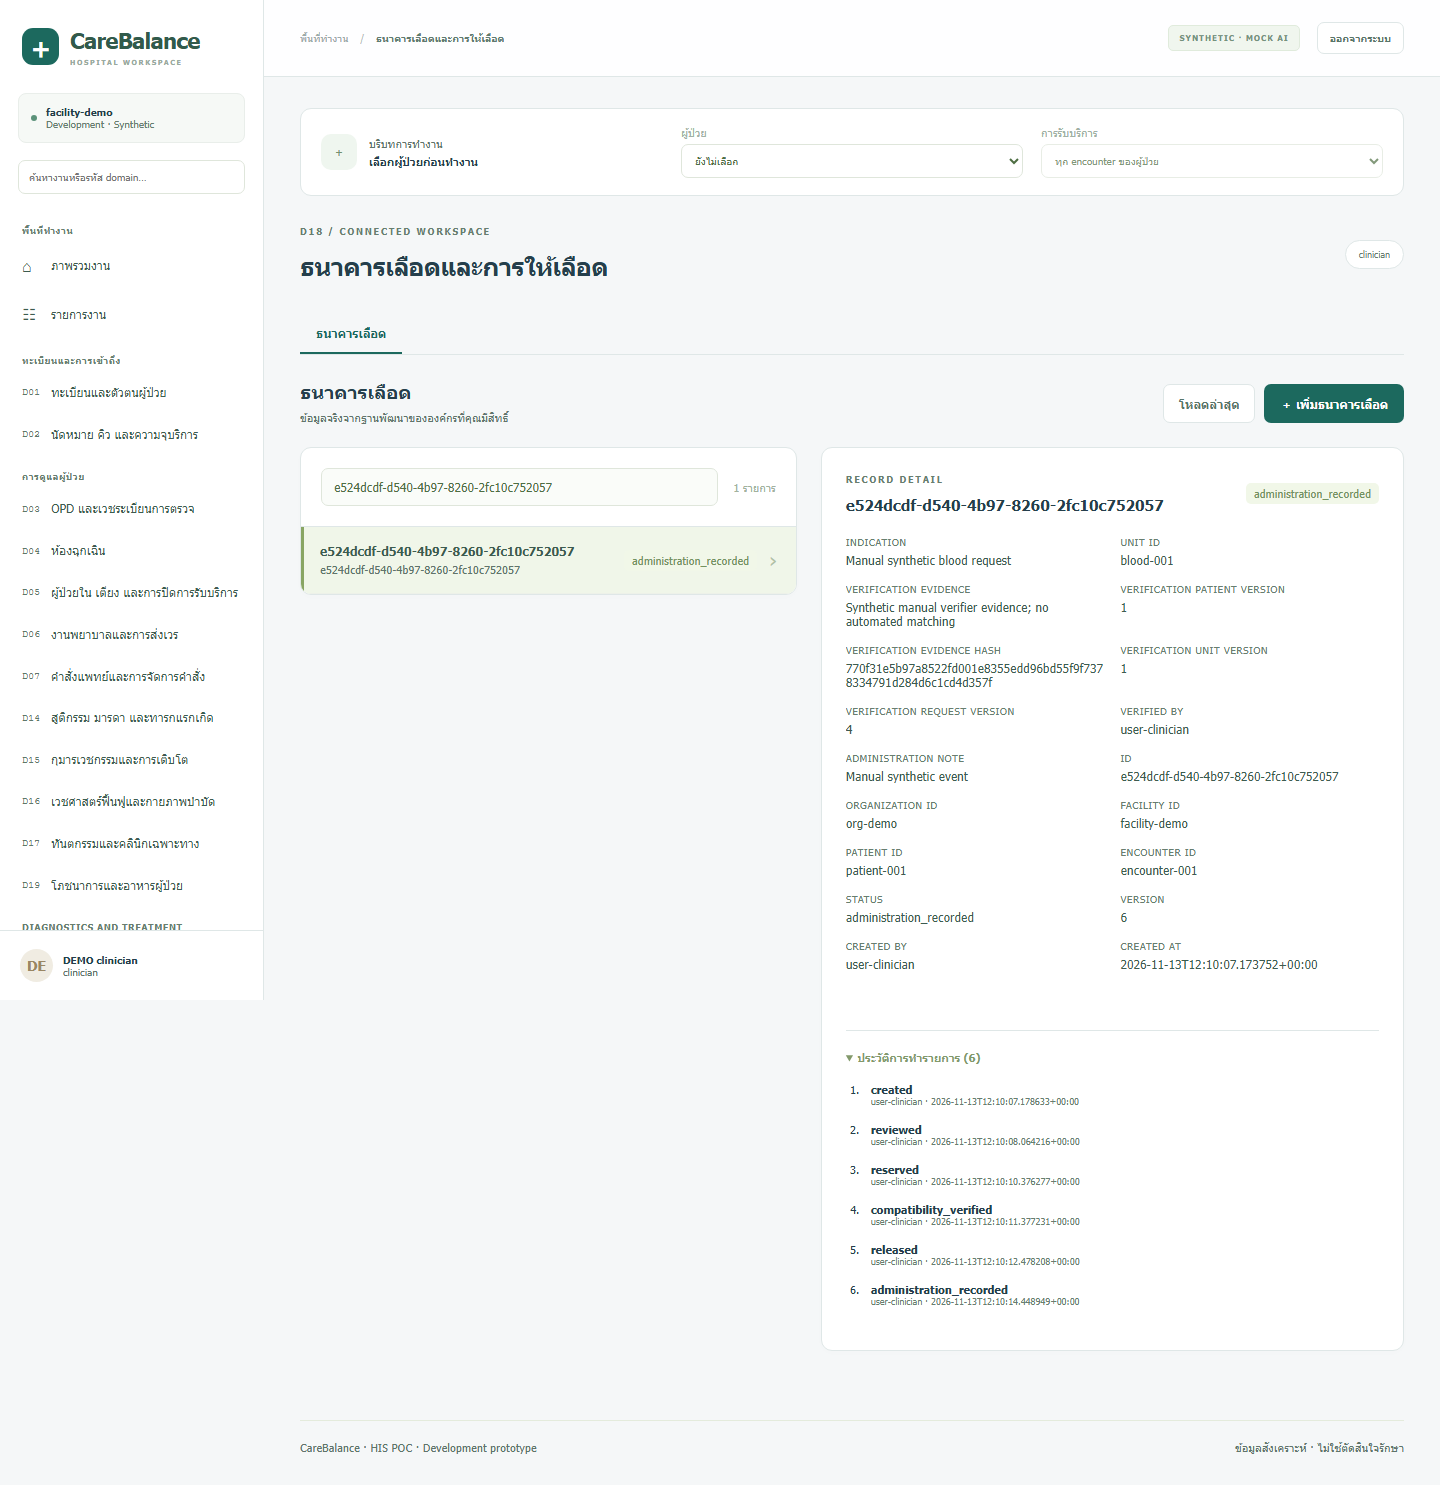 CareBalance
HOSPITAL WORKSPACE
facility-demo
Development · Synthetic
ค้นหางานหรือรหัส domain...
พื้นที่ทำงาน
ภาพรวมงาน
รายการงาน
ทะเบียนและการเข้าถึง
D01 ทะเบียนและตัวตนผู้ป่วย
D02 นัดหมาย คิว และความจุบริการ
การดูแลผู้ป่วย
D03 OPD และเวชระเบียนการตรวจ
D04 ห้องฉุกเฉิน
D05 ผู้ป่วยใน เตียง และการปิดการรับบริการ
D06 งานพยาบาลและการส่งเวร
D07 คำสั่งแพทย์และการจัดการคำสั่ง
D14 สูติกรรม มารดา และทารกแรกเกิด
D15 กุมารเวชกรรมและการเติบโต
D16 เวชศาสตร์ฟื้นฟูและกายภาพบำบัด
D17 ทันตกรรมและคลินิกเฉพาะทาง
D19 โภชนาการและอาหารผู้ป่วย
DIAGNOSTICS AND TREATMENT
DE
DEMO clinician
clinician
พื้นที่ทำงาน / ธนาคารเลือดและการให้เลือด
SYNTHETIC · MOCK AI
ออกจากระบบ
+
บริบทการทำงาน
เลือกผู้ป่วยก่อนทำงาน
ผู้ป่วย
ยังไม่เลือก
การรับบริการ
ทุก encounter ของผู้ป่วย
D18 / CONNECTED WORKSPACE
ธนาคารเลือดและการให้เลือด
clinician
ธนาคารเลือด
ธนาคารเลือด
ข้อมูลจริงจากฐานพัฒนาขององค์กรที่คุณมีสิทธิ์
โหลดล่าสุด
+ เพิ่มธนาคารเลือด
e524dcdf-d540-4b97-8260-2fc10c752057
1 รายการ
e524dcdf-d540-4b97-8260-2fc10c752057
e524dcdf-d540-4b97-8260-2fc10c752057
administration_recorded
RECORD DETAIL
e524dcdf-d540-4b97-8260-2fc10c752057
administration_recorded
INDICATION
Manual synthetic blood request
UNIT ID
blood-001
VERIFICATION EVIDENCE
Synthetic manual verifier evidence; no
automated matching
VERIFICATION PATIENT VERSION
1
VERIFICATION EVIDENCE HASH
770f31e5b97a8522fd001e8355edd96bd55f9f737
8334791d284d6c1cd4d357f
VERIFICATION UNIT VERSION
1
VERIFICATION REQUEST VERSION
4
VERIFIED BY
user-clinician
ADMINISTRATION NOTE
Manual synthetic event
ID
e524dcdf-d540-4b97-8260-2fc10c752057
ORGANIZATION ID
org-demo
FACILITY ID
facility-demo
PATIENT ID
patient-001
ENCOUNTER ID
encounter-001
STATUS
administration_recorded
VERSION
6
CREATED BY
user-clinician
CREATED AT
2026-11-13T12:10:07.173752+00:00
▼ ประวัติการทำรายการ (6)
1. created
user-clinician · 2026-11-13T12:10:07.178633+00:00
2. reviewed
user-clinician · 2026-11-13T12:10:08.064216+00:00
3. reserved
user-clinician · 2026-11-13T12:10:10.376277+00:00
4. compatibility_verified
user-clinician · 2026-11-13T12:10:11.377231+00:00
5. released
user-clinician · 2026-11-13T12:10:12.478208+00:00
6. administration_recorded
user-clinician · 2026-11-13T12:10:14.448949+00:00
CareBalance · HIS POC · Development prototype
ข้อมูลสังเคราะห์ · ไม่ใช้ตัดสินใจรักษา